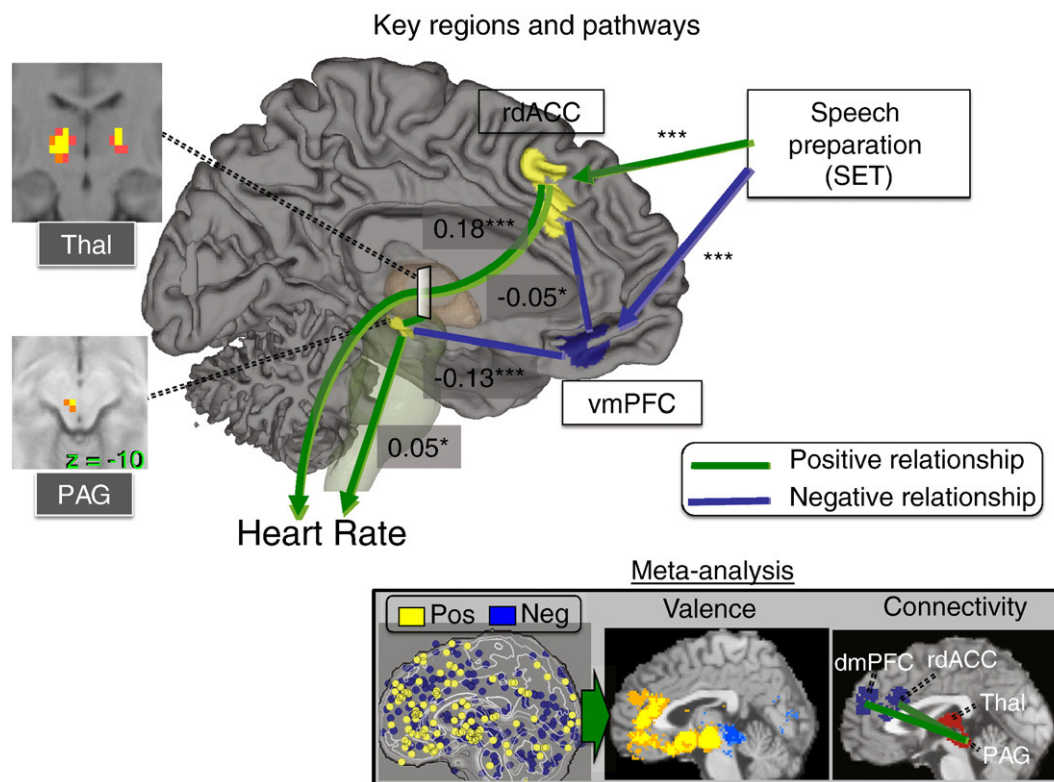 Key regions and pathways
rdACC
***
Speech
preparation
(SET)
Thal
0.18***
***
-0.05*
-0.13***
vmPFC
z = -10
0.05*
PAG
Positive relationship
Negative relationship
Heart Rate
Meta-analysis
Pos Neg
Valence
Connectivity
dmPFC
rdACC
Thal
PAG